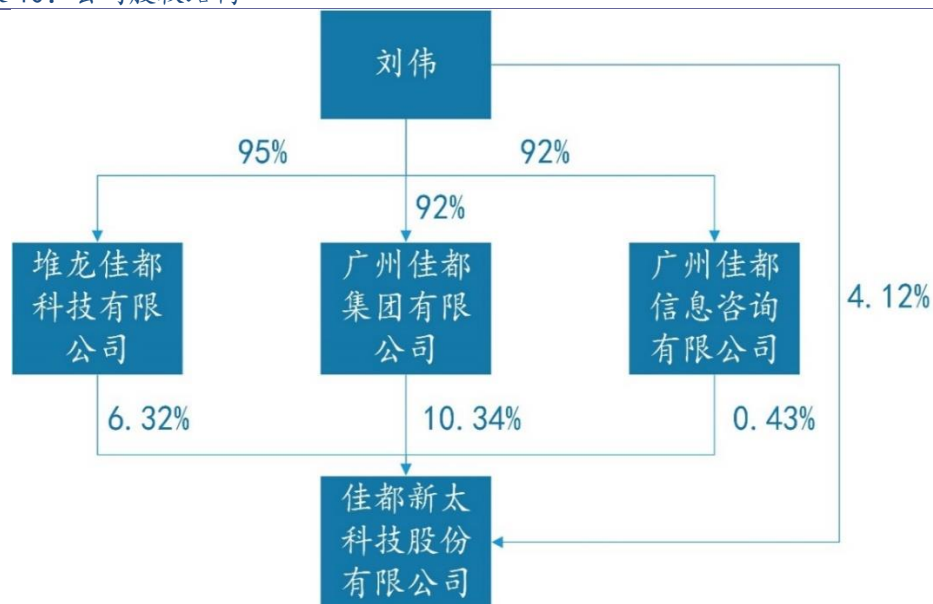 刘伟
95%
92%
92%
堆龙佳都
科技有限
公司
广州佳都
集团有限
公司
广州佳都
信息咨询
有限公司
4.12%
6.32%
10.34%
0.43%
佳都新太
科技股份
有限公司